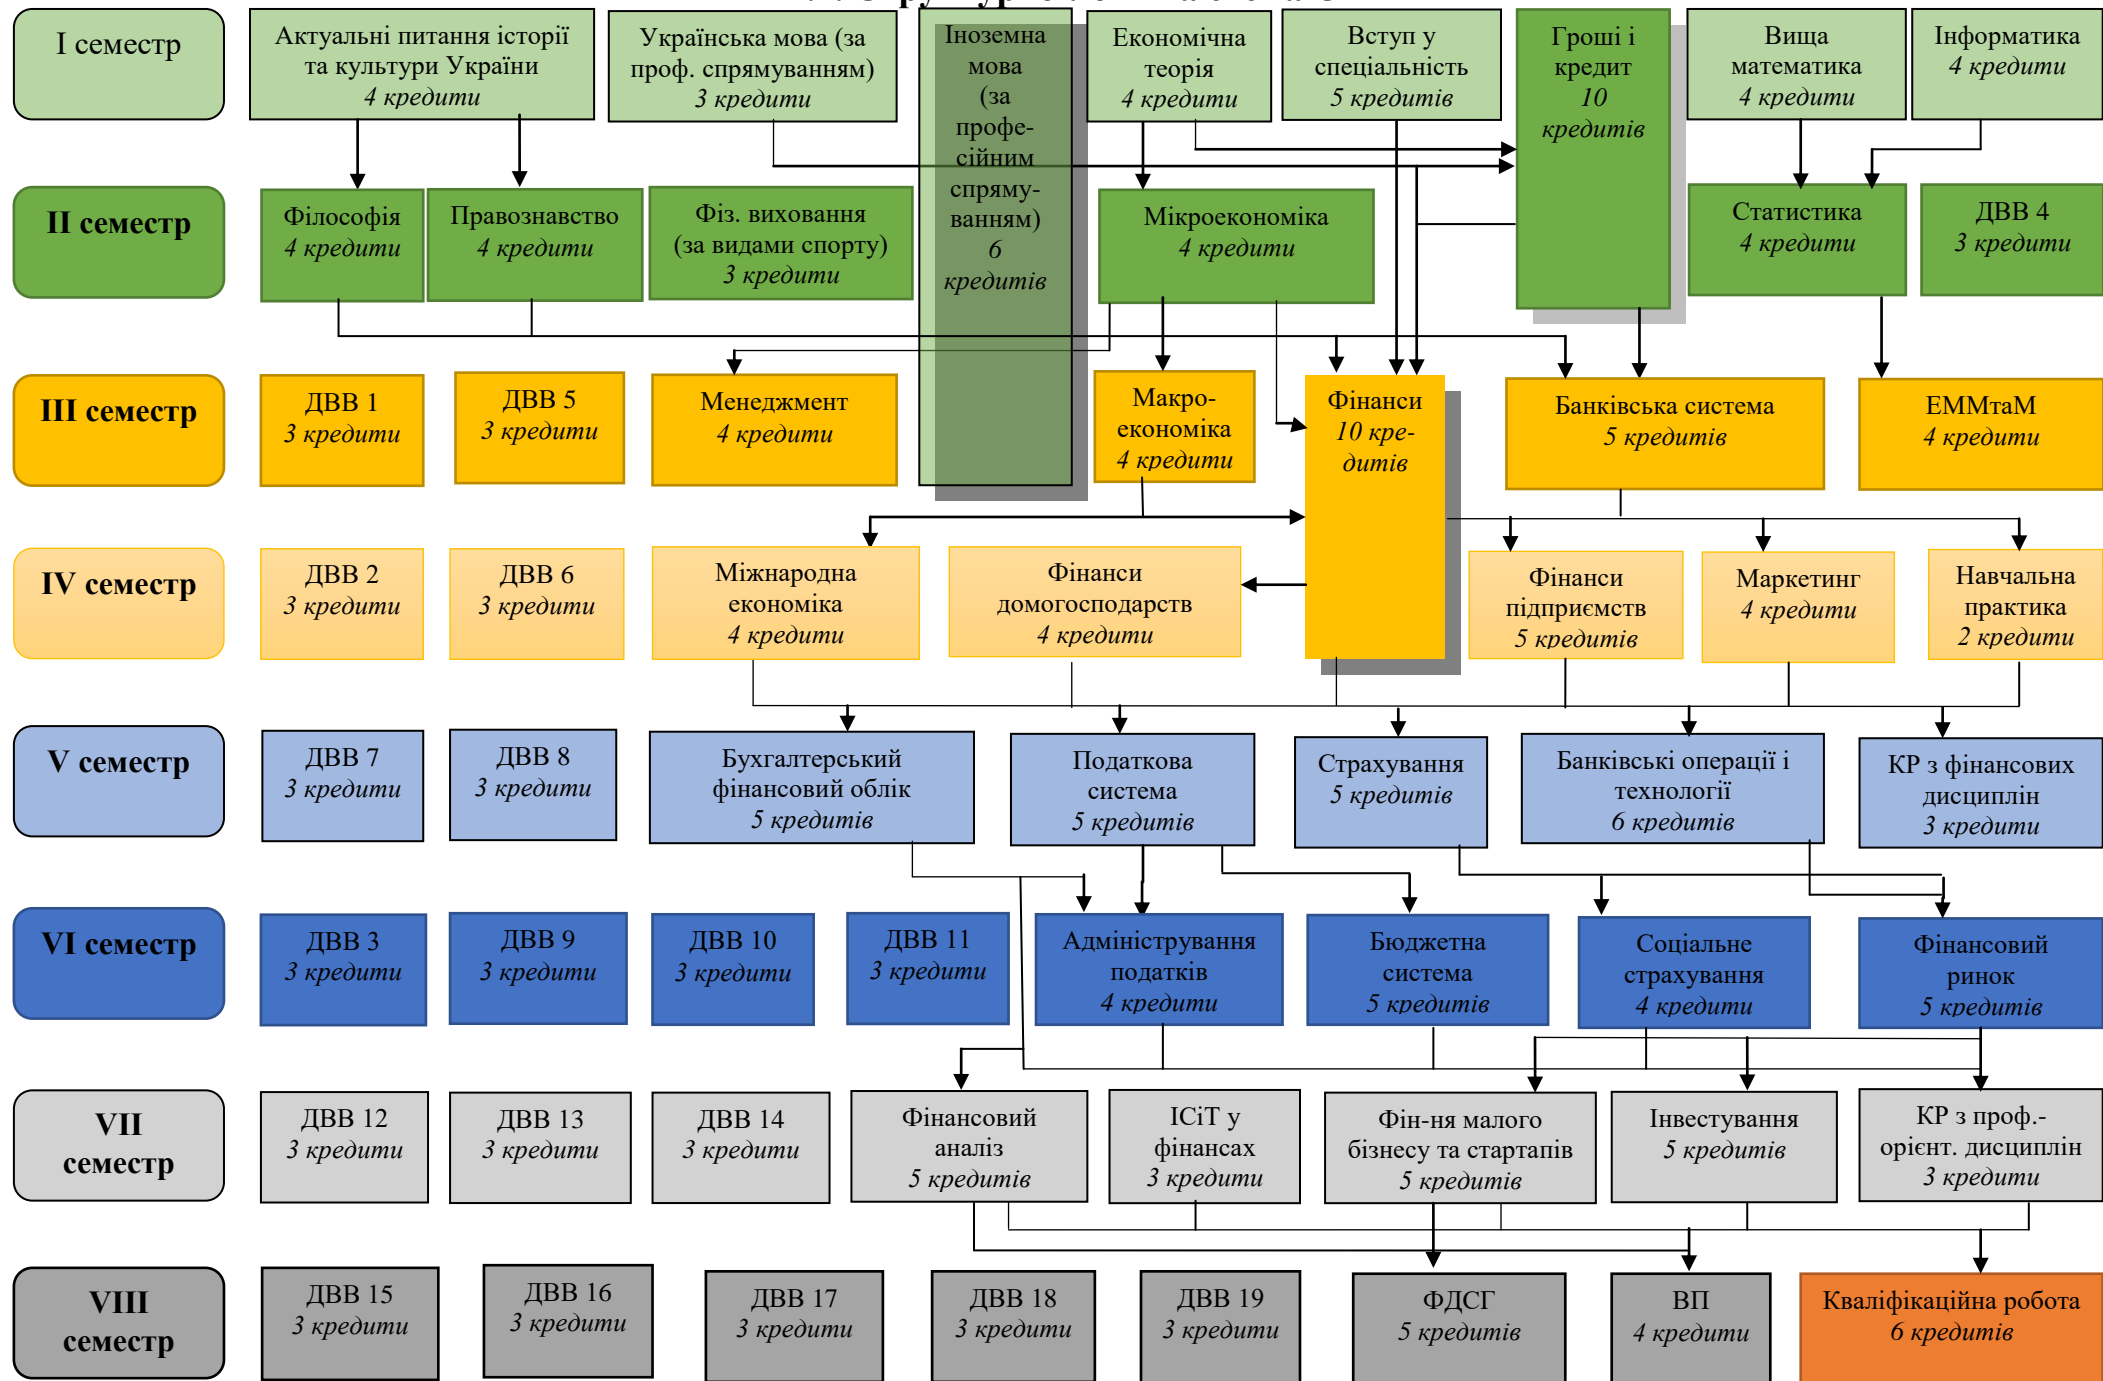 I семестр
Актуальні питання історії
та культури України
4 кредити
Українська мова (за
проф. спрямуванням)
3 кредити
Іноземна
мова
(за
профе-
сійним
спряму-
ванням)
6
кредитів
Економічна
теорія
4 кредити
Вступ у
спеціальність
5 кредитів
Гроші і
кредит
10
кредитів
Вища
математика
4 кредити
Інформатика
4 кредити
II семестр
Філософія
4 кредити
Правознавство
4 кредити
Фіз. виховання
(за видами спорту)
3 кредити
Мікроекономіка
4 кредити
Статистика
4 кредити
ДВВ 4
3 кредити
III семестр
ДВВ 1
3 кредити
ДВВ 5
3 кредити
Менеджмент
4 кредити
Макро-
економіка
4 кредити
Фінанси
10 кре-
дитів
Банківська система
5 кредитів
ЕММтаМ
4 кредити
IV семестр
ДВВ 2
3 кредити
ДВВ 6
3 кредити
Міжнародна
економіка
4 кредити
Фінанси
домогосподарств
4 кредити
Фінанси
підприємств
5 кредитів
Маркетинг
4 кредити
Навчальна
практика
2 кредити
V семестр
ДВВ 7
3 кредити
ДВВ 8
3 кредити
Бухгалтерський
фінансовий облік
5 кредитів
Податкова
система
5 кредитів
Страхування
5 кредитів
Банківські операції і
технології
6 кредитів
КР з фінансових
дисциплін
3 кредити
VI семестр
ДВВ 3
3 кредити
ДВВ 9
3 кредити
ДВВ 10
3 кредити
ДВВ 11
3 кредити
Адміністрування
податків
4 кредити
Бюджетна
система
5 кредитів
Соціальне
страхування
4 кредити
Фінансовий
ринок
5 кредитів
VII
семестр
ДВВ 12
3 кредити
ДВВ 13
3 кредити
ДВВ 14
3 кредити
Фінансовий
аналіз
5 кредитів
ІСіТ у
фінансах
3 кредити
Фін-ня малого
бізнесу та стартапів
5 кредитів
Інвестування
5 кредитів
КР з проф.-
орієнт. дисциплін
3 кредити
VIII
семестр
ДВВ 15
3 кредити
ДВВ 16
3 кредити
ДВВ 17
3 кредити
ДВВ 18
3 кредити
ДВВ 19
3 кредити
ФДСГ
5 кредитів
ВП
4 кредити
Кваліфікаційна робота
6 кредитів